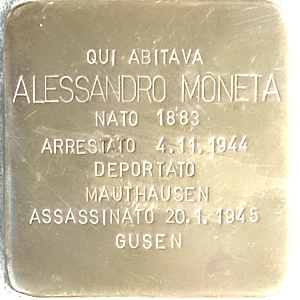 QUI ABITAVA
ALESSANDRO MONETA
NATO 1883
ARRESTATO 4.11.1944
DEPORTATO
MAUTHAUSEN
ASSASSINATO 20.1.1945
GUSEN